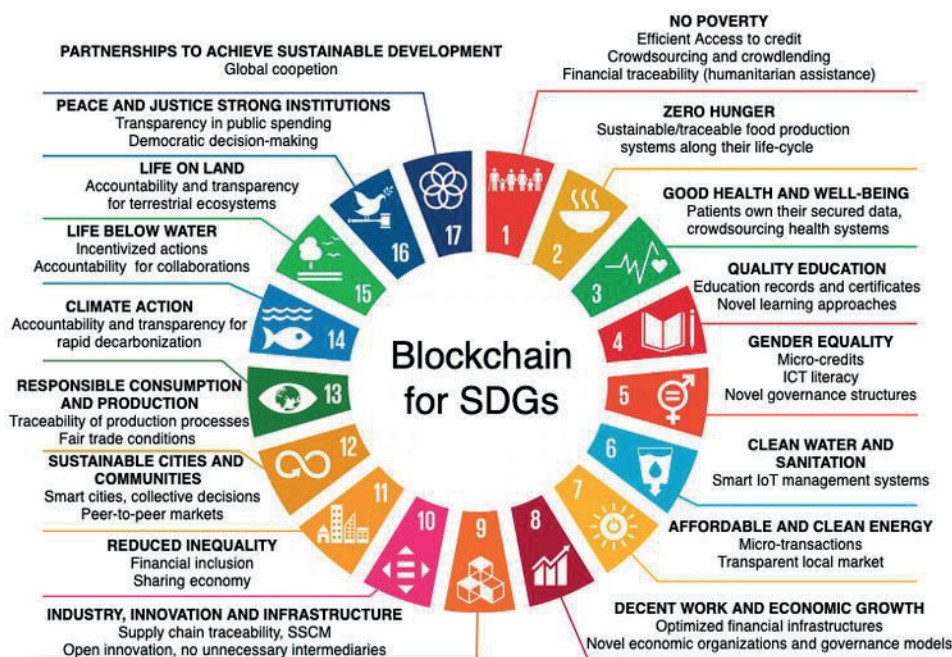 NO POVERTY
Efficient Access to credit
Crowdsourcing and crowdlending
Financial traceability (humanitarian assistance)
ZERO HUNGER
Sustainable/traceable food production
systems along their life-cycle
GOOD HEALTH AND WELL-BEING
Patients own their secured data,
crowdsourcing health systems
QUALITY EDUCATION
Education records and certificates
Novel learning approaches
GENDER EQUALITY
Micro-credits
ICT literacy
Novel governance structures
CLEAN WATER AND
SANITATION
Smart IoT management systems
AFFORDABLE AND CLEAN ENERGY
Micro-transactions
Transparent local market
DECENT WORK AND ECONOMIC GROWTH
Optimized financial infrastructures
Novel economic organizations and governance models
PARTNERSHIPS TO ACHIEVE SUSTAINABLE DEVELOPMENT
Global coopetion
PEACE AND JUSTICE STRONG INSTITUTIONS
Transparency in public spending
Democratic decision-making
LIFE ON LAND
Accountability and transparency
for terrestrial ecosystems
LIFE BELOW WATER
Incentivized actions
Accountability for collaborations
CLIMATE ACTION
Accountability and transparency for
rapid decarbonization
RESPONSIBLE CONSUMPTION
AND PRODUCTION
Traceability of production processes
Fair trade conditions
SUSTAINABLE CITIES AND
COMMUNITIES
Smart cities, collective decisions
Peer-to-peer markets
REDUCED INEQUALITY
Financial inclusion
Sharing economy
INDUSTRY, INNOVATION AND INFRASTRUCTURE
Supply chain traceability, SSCM
Open innovation, no unnecessary intermediaries
Blockchain
for SDGs
1
2
3
4
5
6
7
8
9
10
11
12
13
14
15
16
17